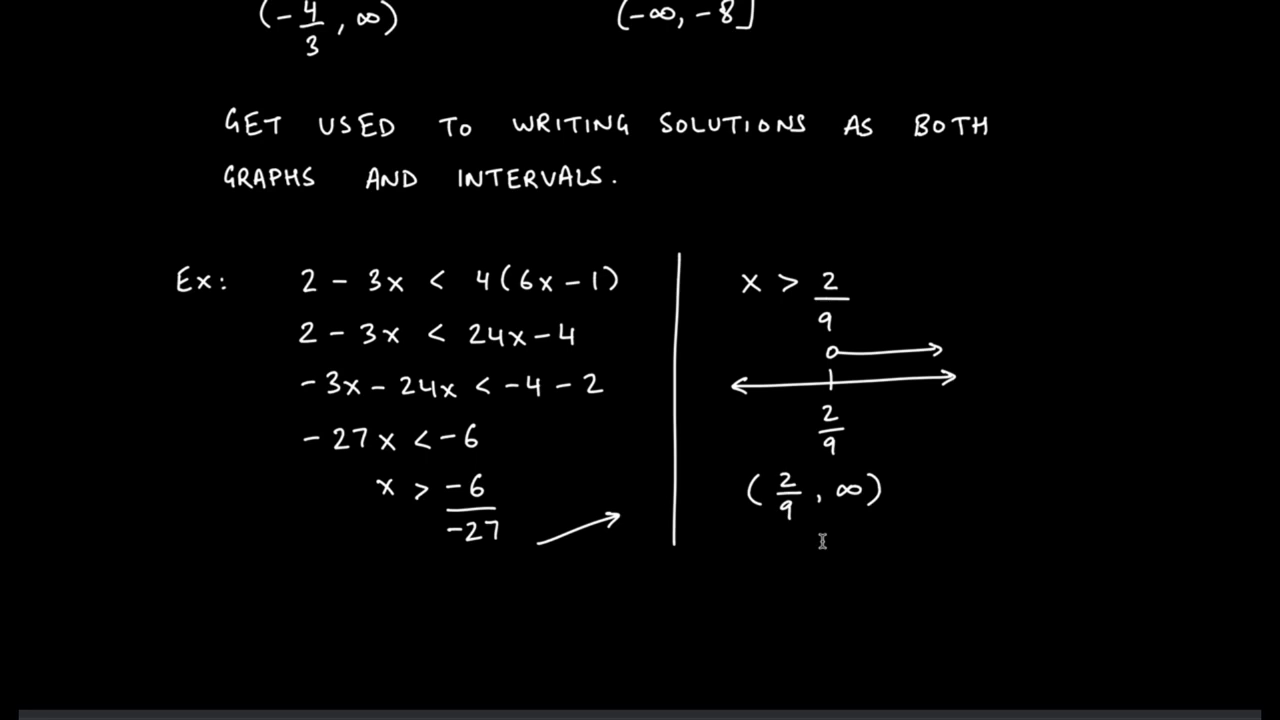 (-4/3, ∞)
(-∞, -8]
GET USED TO WRITING SOLUTIONS AS BOTH
GRAPHS AND INTERVALS.
Ex: 2 - 3x < 4(6x - 1)
2 - 3x < 24x - 4
-3x - 24x < -4 - 2
-27x < -6
x > -6/-27
x > 2/9
2/9
(2/9, ∞)